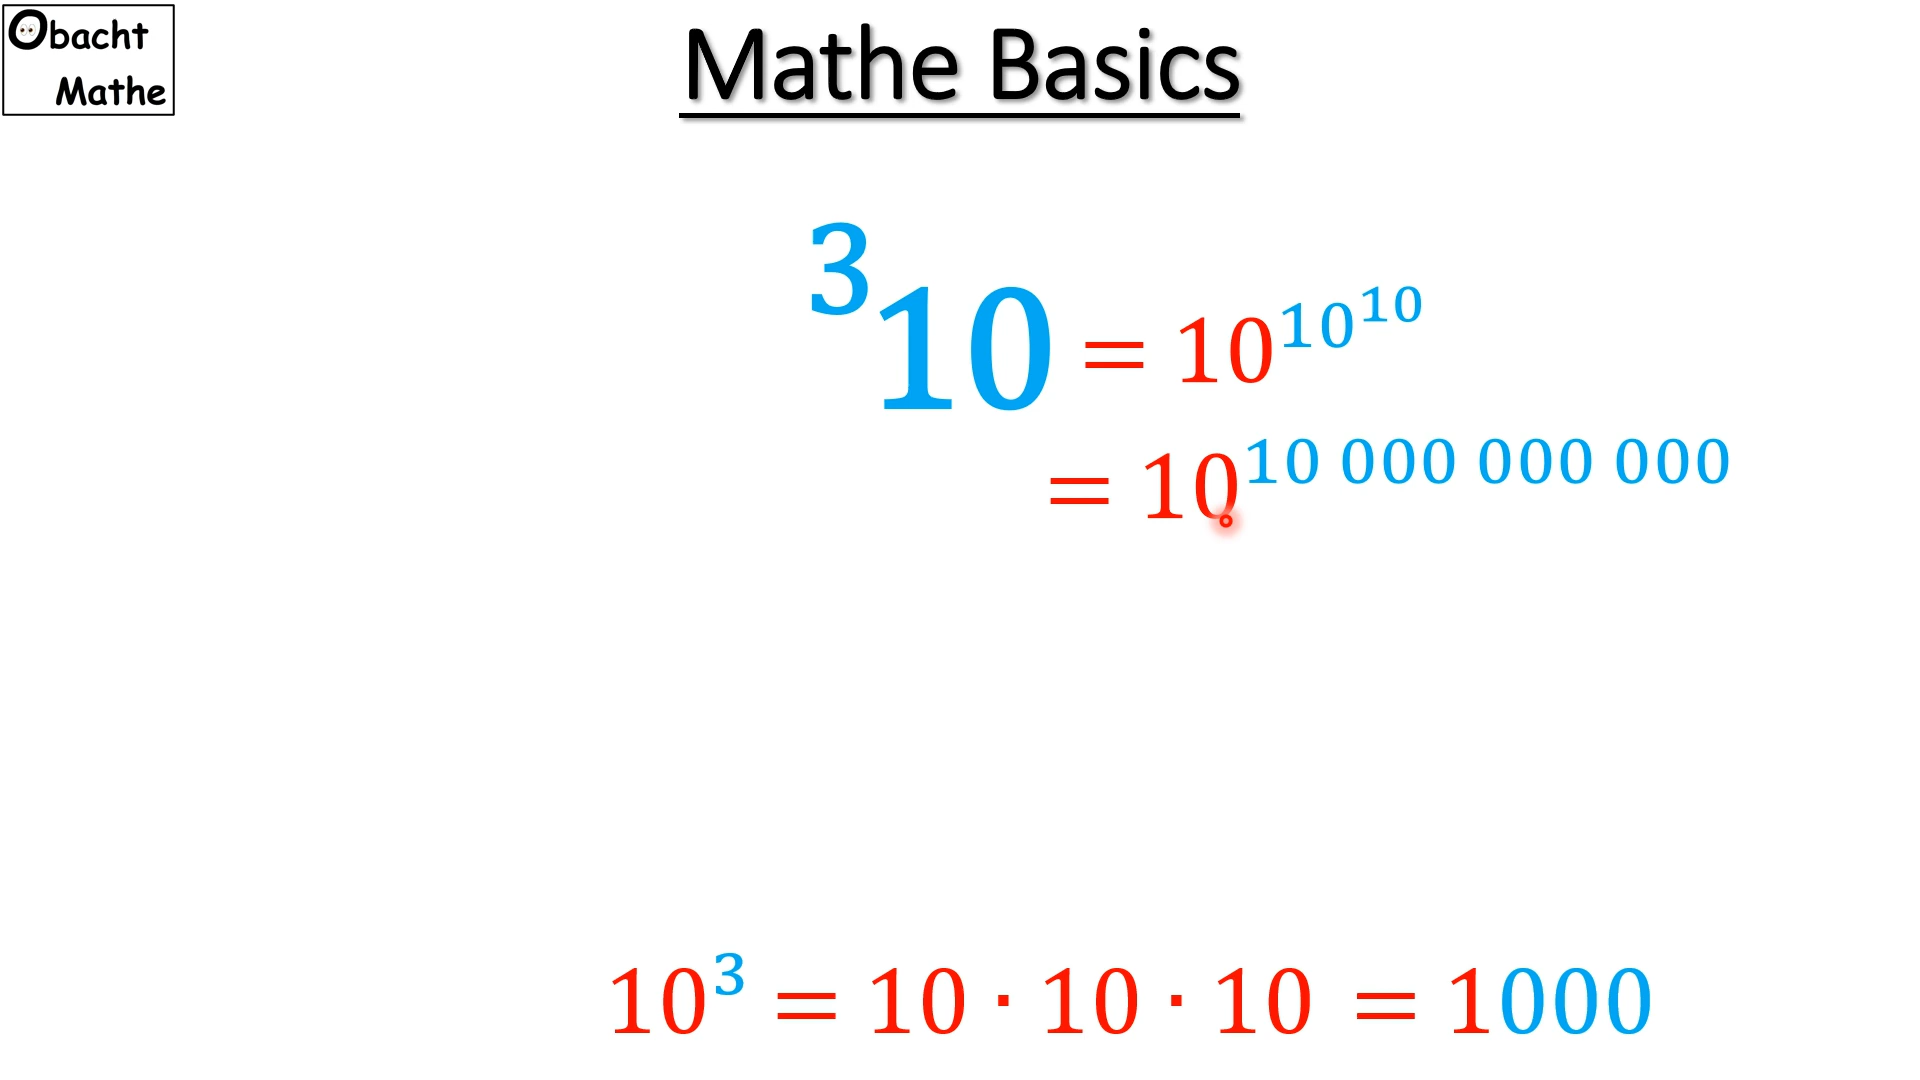 Obacht
Mathe
Mathe Basics
³10 = 10^10^10
= 10^10 000 000 000
10³ = 10 · 10 · 10 = 1000